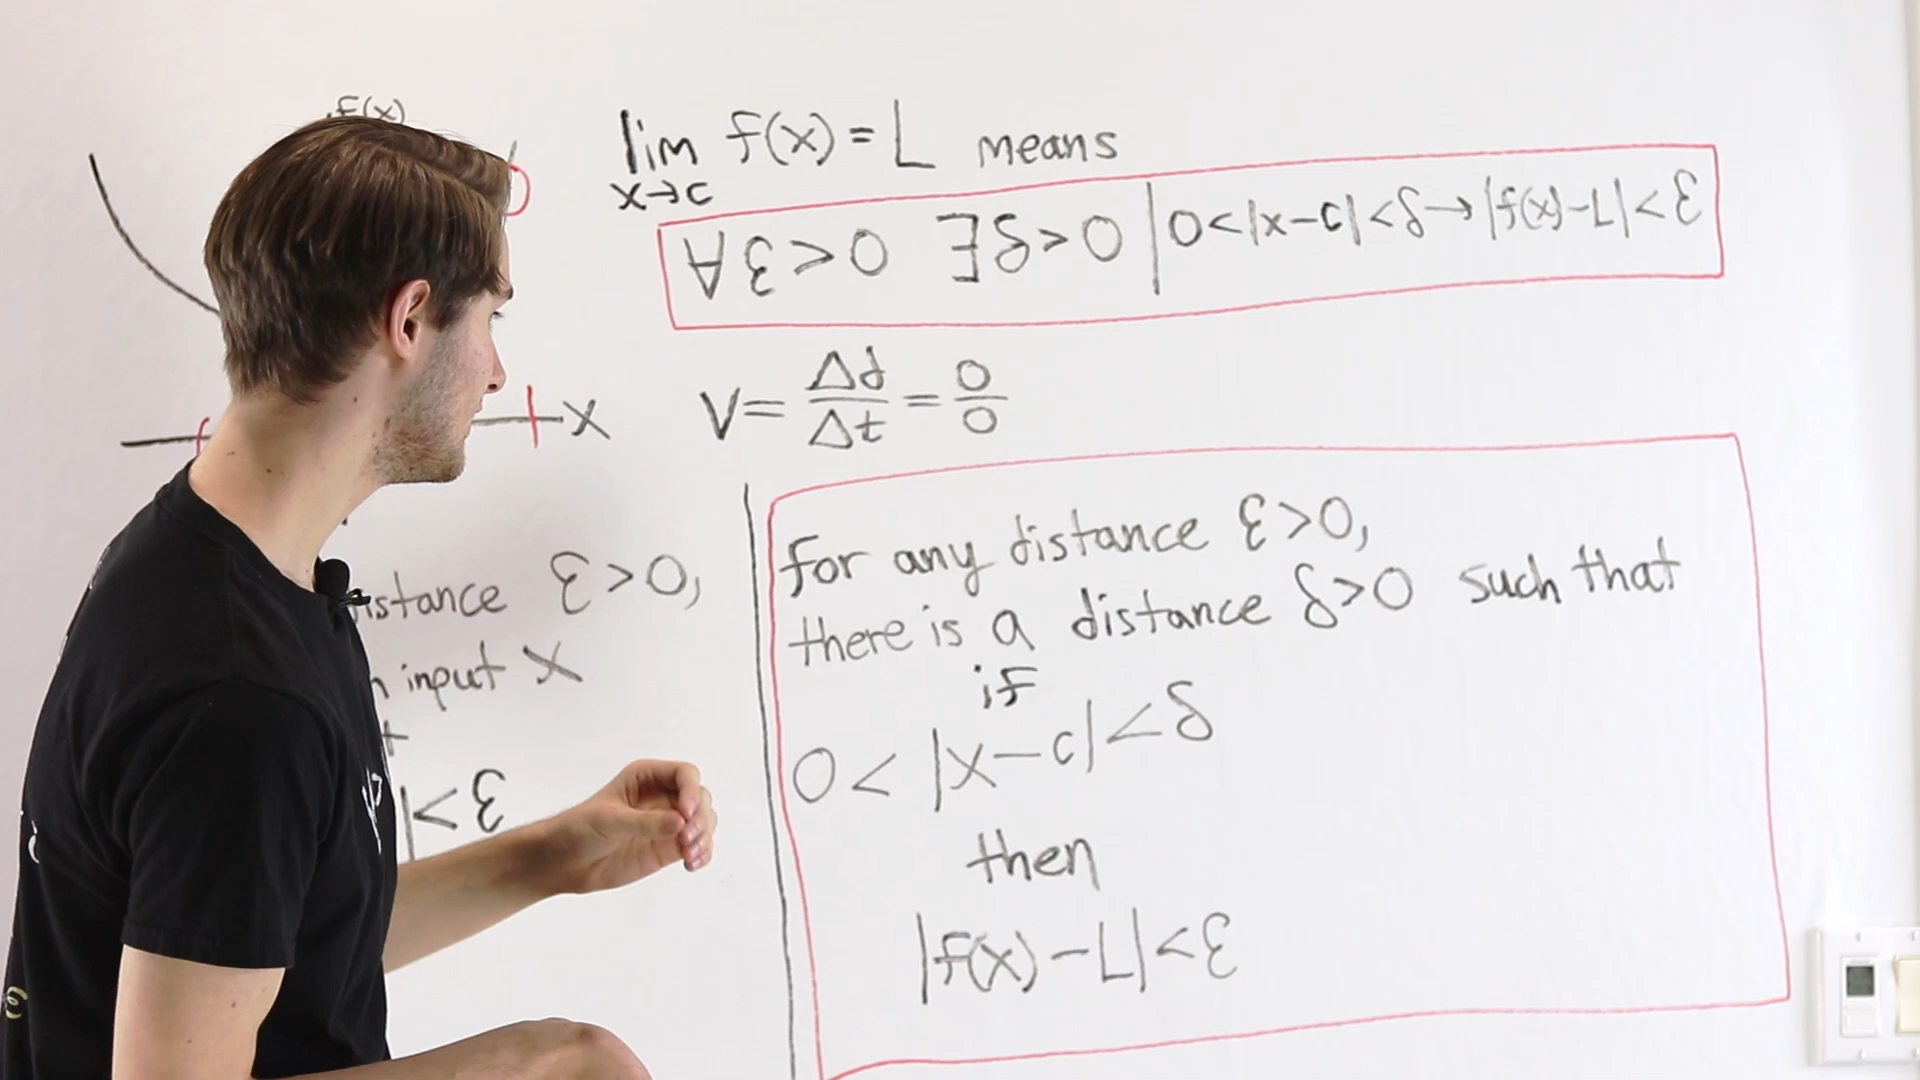 f(x)
lim f(x) = L means
x→c
∀ε>0 ∃δ>0 | 0<|x-c|<δ→|f(x)-L|<ε
x
V = Δd/Δt = 0/0
istance ε>0,
n input x
t
|<ε
for any distance ε>0,
there is a distance δ>0 such that
if
0 < |x-c| < δ
then
|f(x) - L| < ε